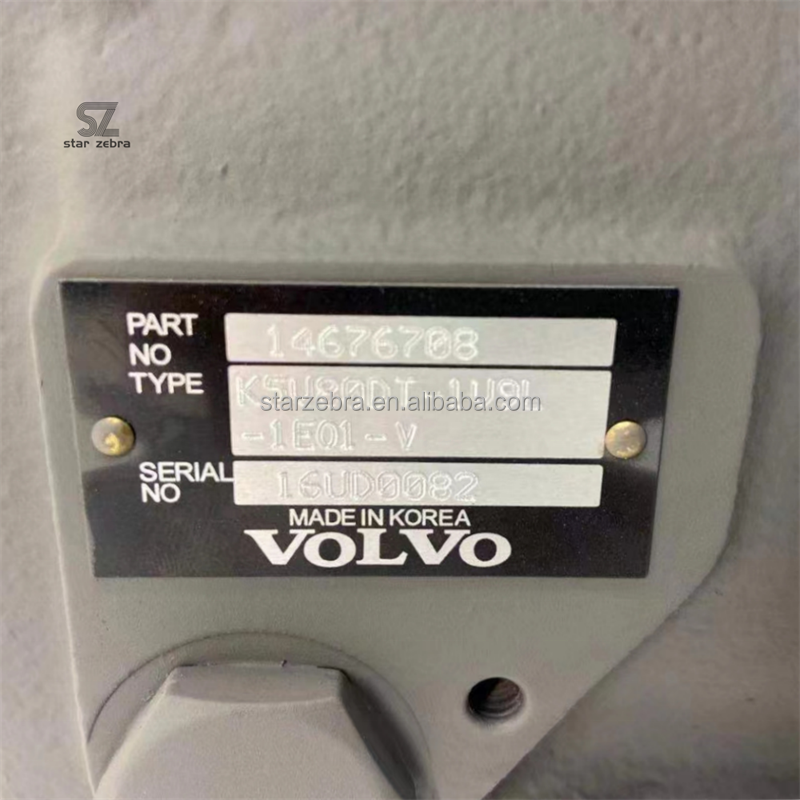 SZ
star zebra
PART
NO
14676708
TYPE
starzebra.en.alibaba.com
-1E01-V
SERIAL
NO
16UD0082
MADE IN KOREA
VOLVO